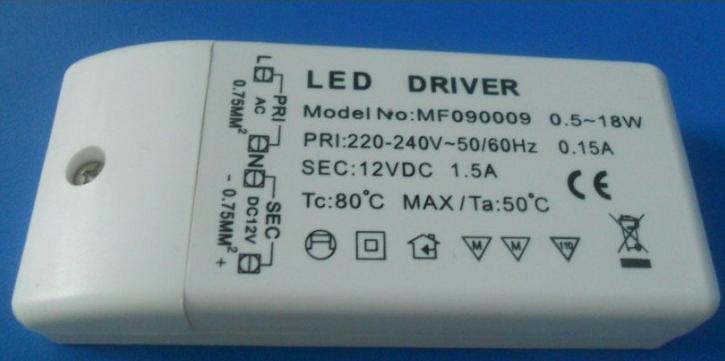 LED DRIVER
Model No:MF090009 0.5~18W
PRI:220-240V~50/60Hz 0.15A
SEC:12VDC 1.5A
Tc:80°C MAX/Ta:50°C
CE
M M 110
L
AC
PRI
0.75MM²
N
SEC
DC12V
- 0.75MM² +